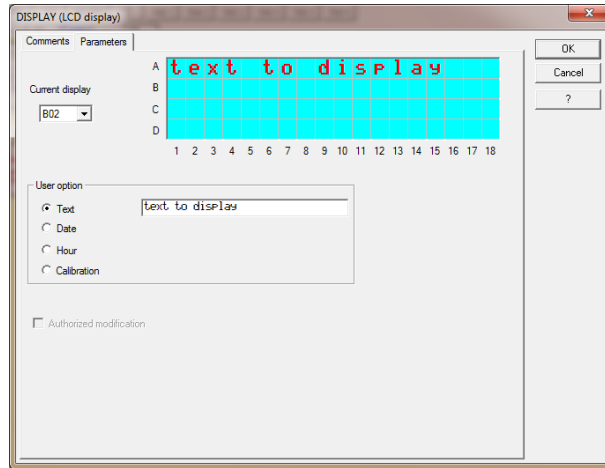 DISPLAY (LCD display)
Comments Parameters
OK
Cancel
?
Current display
B02
A text to display
B
C
D
1 2 3 4 5 6 7 8 9 10 11 12 13 14 15 16 17 18
User option
Text text to display
Date
Hour
Calibration
Authorized modification